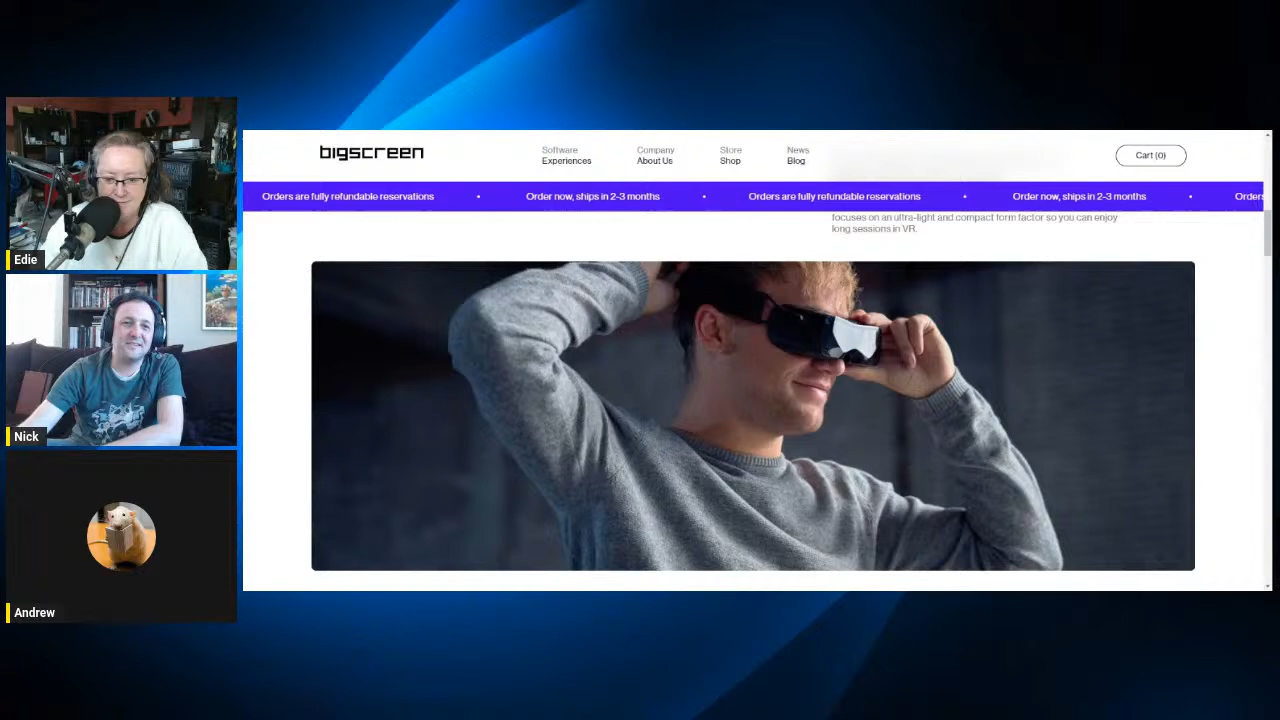 Edie
Nick
Andrew
bigscreen
Software
Experiences
Company
About Us
Store
Shop
News
Blog
Cart (0)
Orders are fully refundable reservations • Order now, ships in 2-3 months • Orders are fully refundable reservations • Order now, ships in 2-3 months • Orders
focuses on an ultra-light and compact form factor so you can enjoy
long sessions in VR.